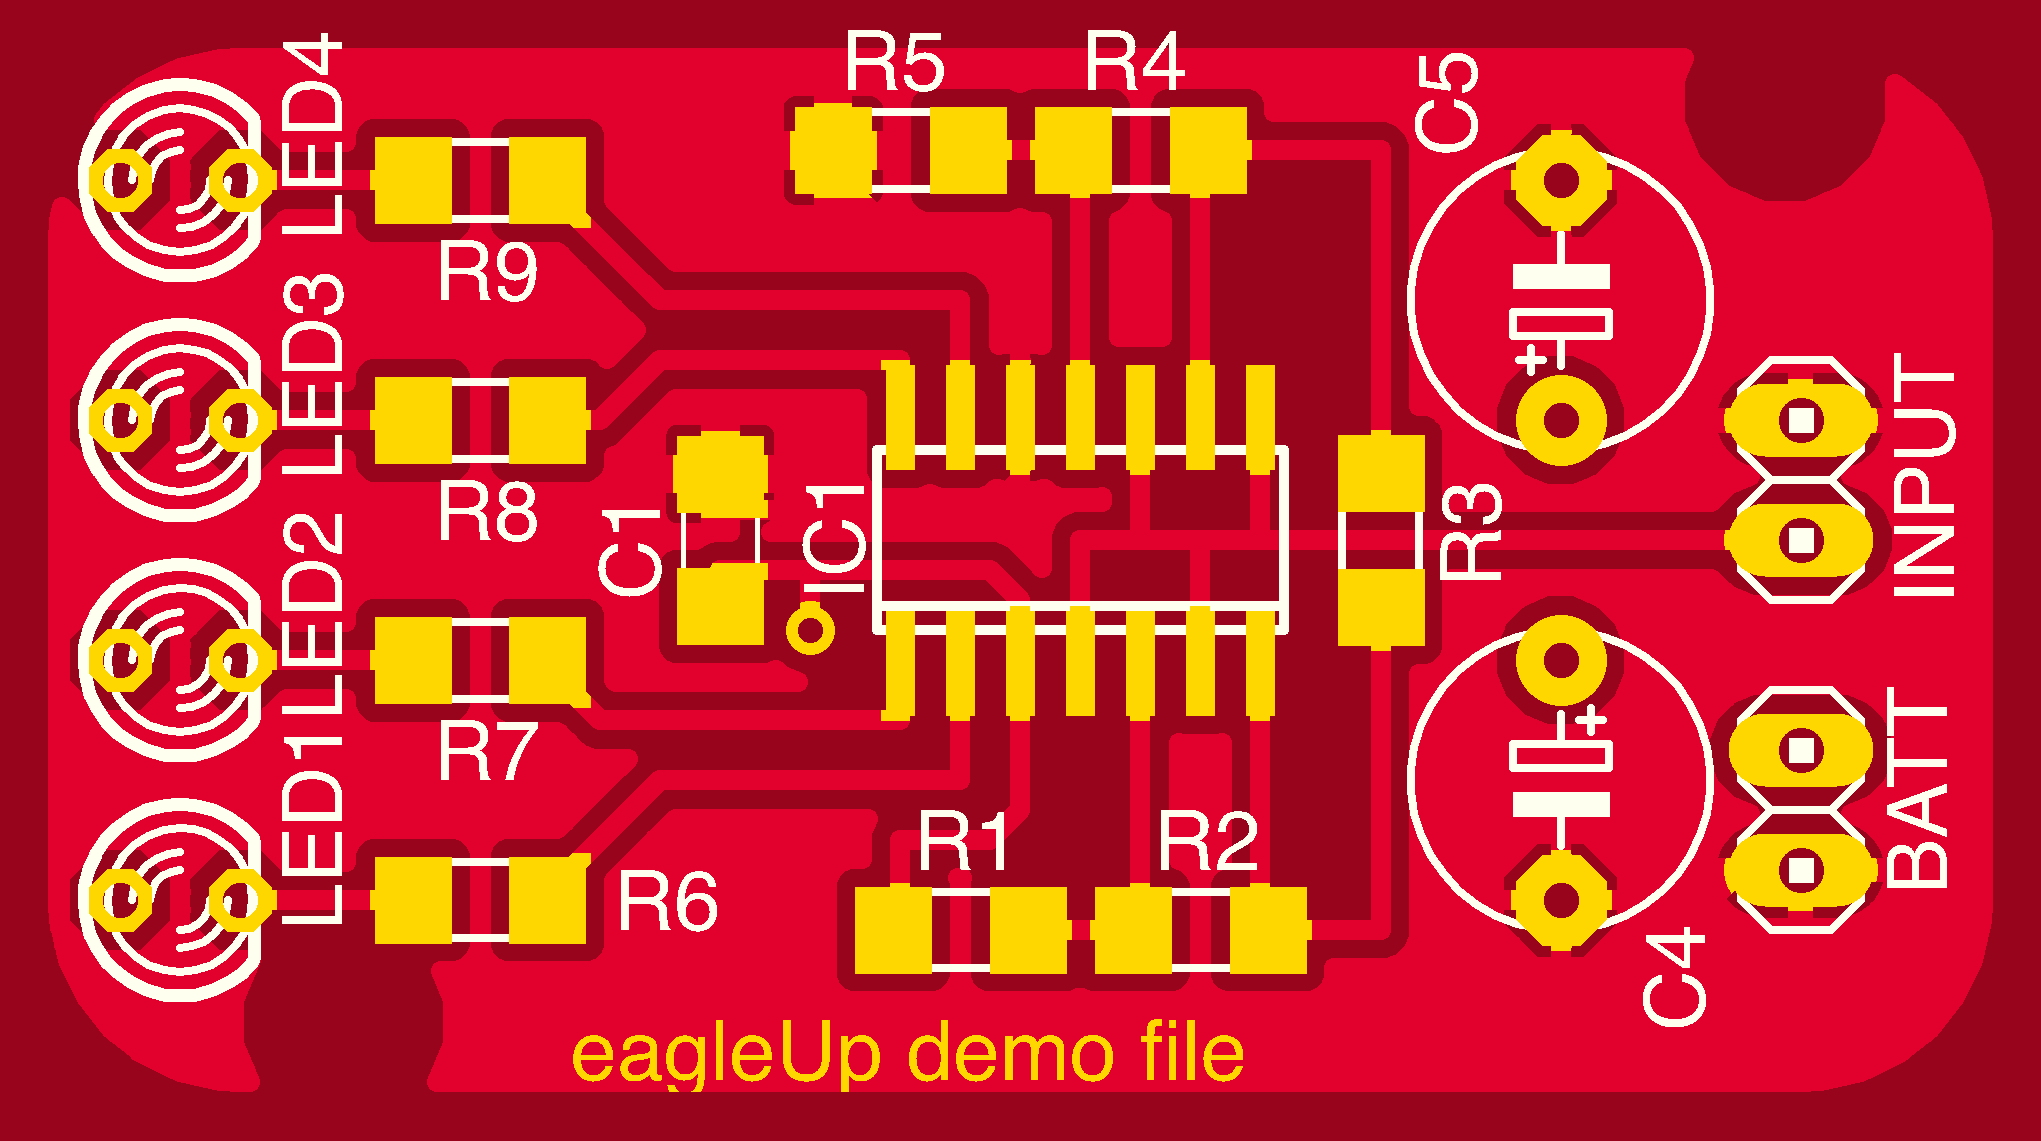 R5
R4
C5
LED4
R9
LED3
R8
C1
IC1
R3
INPUT
LED2
R7
LED1
R6
R1
R2
BATT
C4
eagleUp demo file